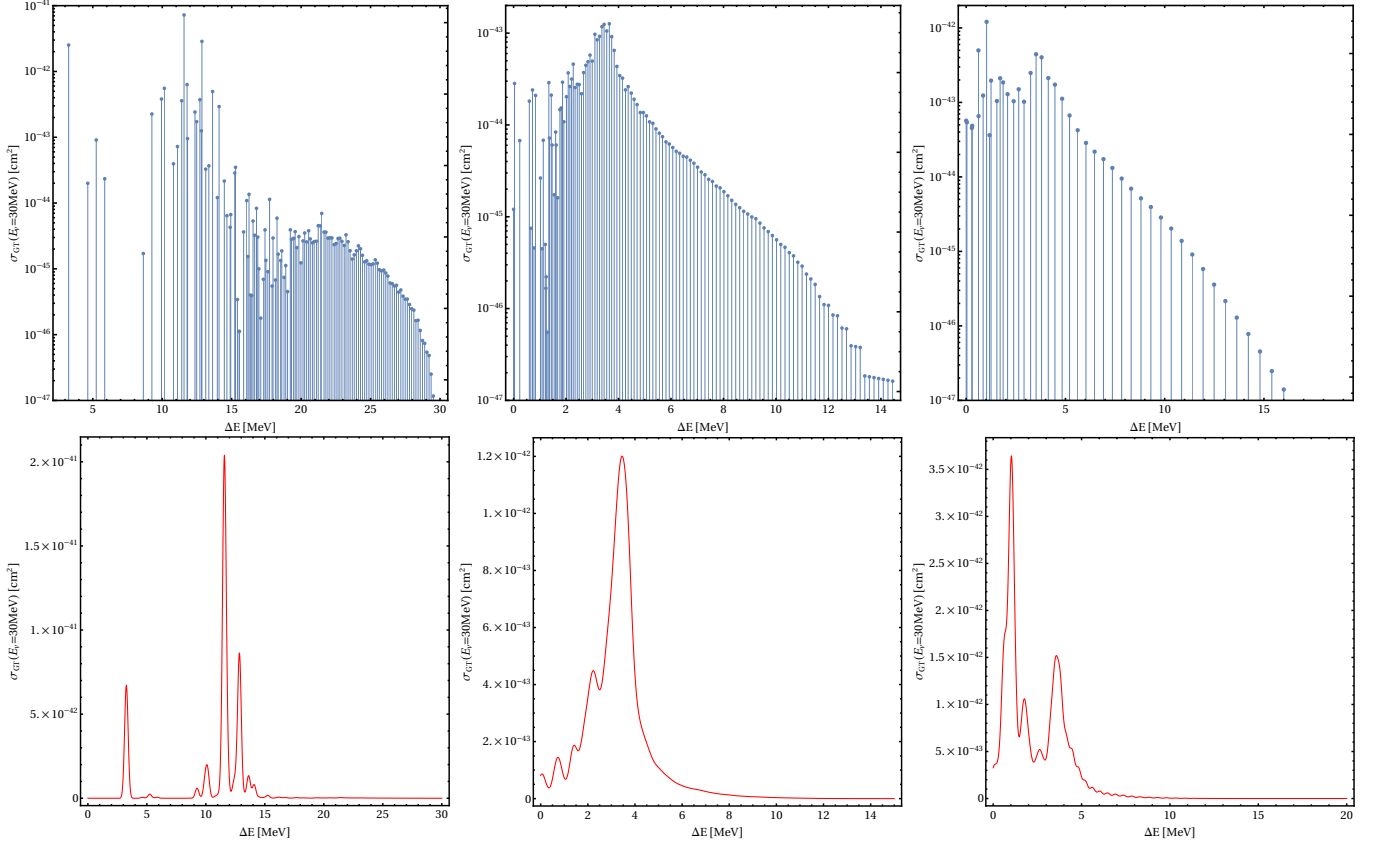 10⁻⁴¹
10⁻⁴²
10⁻⁴³
10⁻⁴⁴
10⁻⁴⁵
10⁻⁴⁶
10⁻⁴⁷
σ_GT(E_ν=30MeV) [cm²]
5 10 15 20 25 30
ΔE [MeV]
10⁻⁴³
10⁻⁴⁴
10⁻⁴⁵
10⁻⁴⁶
10⁻⁴⁷
σ_GT(E_ν=30MeV) [cm²]
0 2 4 6 8 10 12 14
ΔE [MeV]
10⁻⁴²
10⁻⁴³
10⁻⁴⁴
10⁻⁴⁵
10⁻⁴⁶
10⁻⁴⁷
σ_GT(E_ν=30MeV) [cm²]
0 5 10 15
ΔE [MeV]
2.×10⁻⁴¹
1.5×10⁻⁴¹
1.×10⁻⁴¹
5.×10⁻⁴²
0
σ_GT(E_ν=30MeV) [cm²]
0 5 10 15 20 25 30
ΔE [MeV]
1.2×10⁻⁴²
1.×10⁻⁴²
8.×10⁻⁴³
6.×10⁻⁴³
4.×10⁻⁴³
2.×10⁻⁴³
0
σ_GT(E_ν=30MeV) [cm²]
0 2 4 6 8 10 12 14
ΔE [MeV]
3.5×10⁻⁴²
3.×10⁻⁴²
2.5×10⁻⁴²
2.×10⁻⁴²
1.5×10⁻⁴²
1.×10⁻⁴²
5.×10⁻⁴³
0
σ_GT(E_ν=30MeV) [cm²]
0 5 10 15 20
ΔE [MeV]